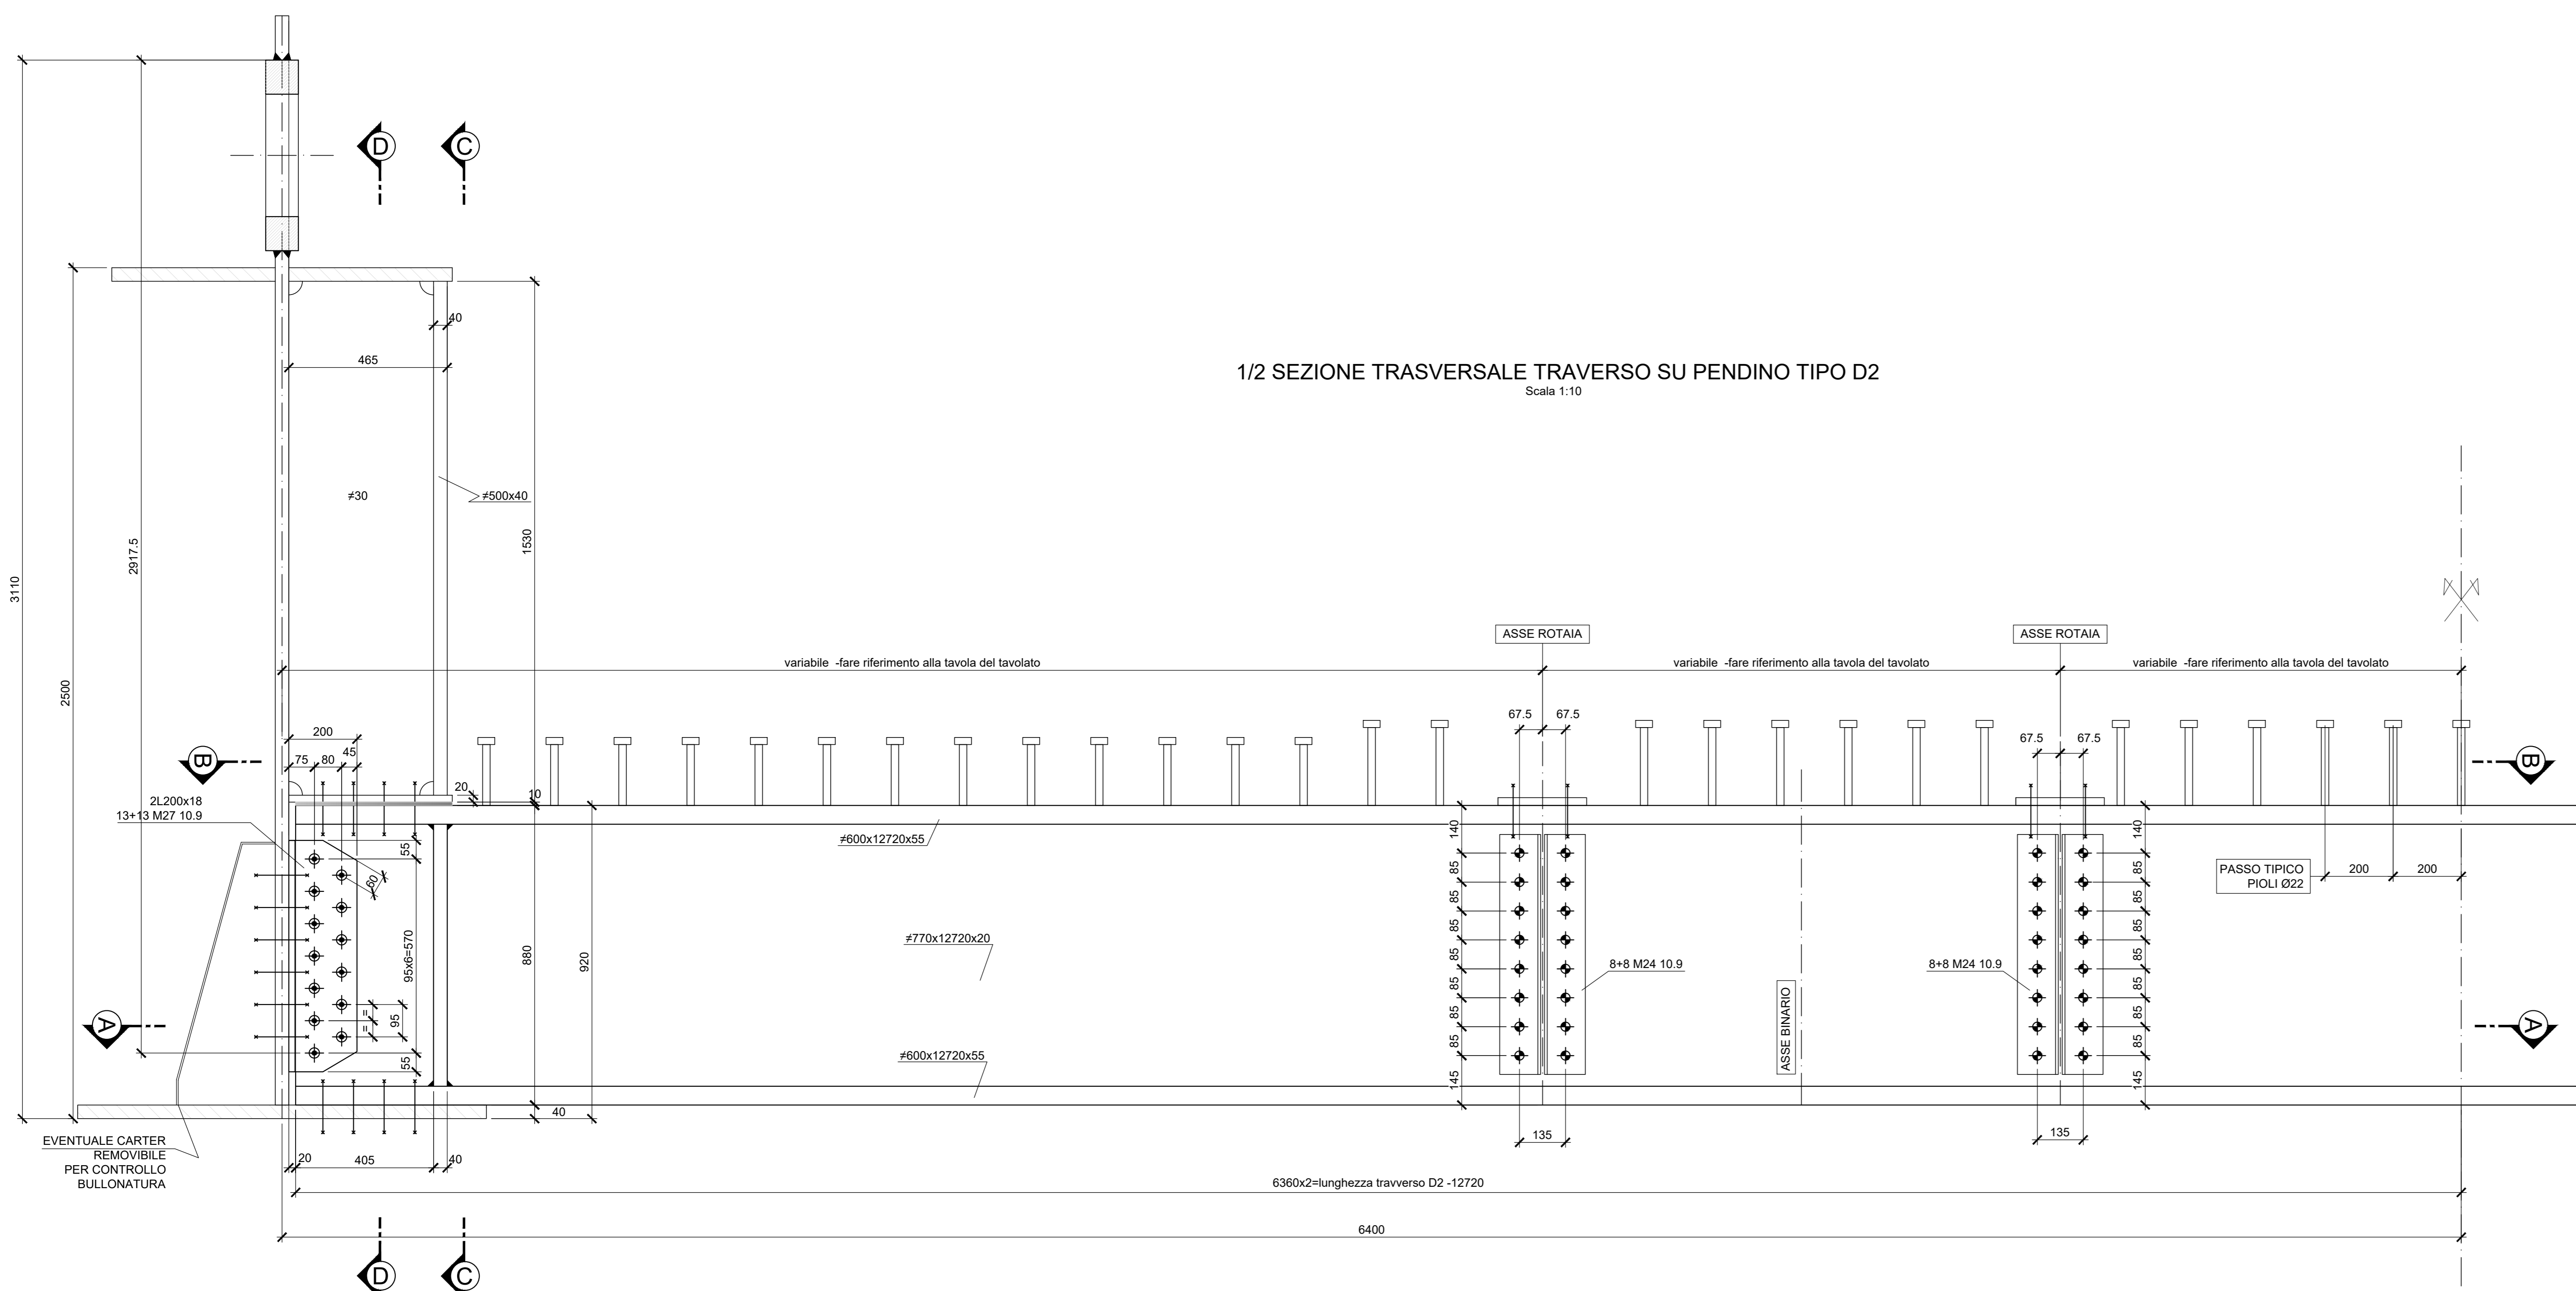 D
C
40
465
1/2 SEZIONE TRASVERSALE TRAVERSO SU PENDINO TIPO D2
Scala 1:10
≠30
≠500x40
1530
2917.5
3110
2500
ASSE ROTAIA
ASSE ROTAIA
variabile -fare riferimento alla tavola del tavolato
variabile -fare riferimento alla tavola del tavolato
variabile -fare riferimento alla tavola del tavolato
67.5
67.5
67.5
67.5
200
75
80
45
B
B
20
10
2L200x18
13+13 M27 10.9
≠600x12720x55
55
60
95x6=570
95
=
=
55
880
920
140
85
85
85
85
85
85
85
145
140
85
85
85
85
85
85
85
145
PASSO TIPICO
PIOLI Ø22
200
200
≠770x12720x20
8+8 M24 10.9
8+8 M24 10.9
ASSE BINARIO
A
A
≠600x12720x55
40
EVENTUALE CARTER
REMOVIBILE
PER CONTROLLO
BULLONATURA
135
135
20
405
40
6360x2=lunghezza travverso D2 -12720
6400
D
C